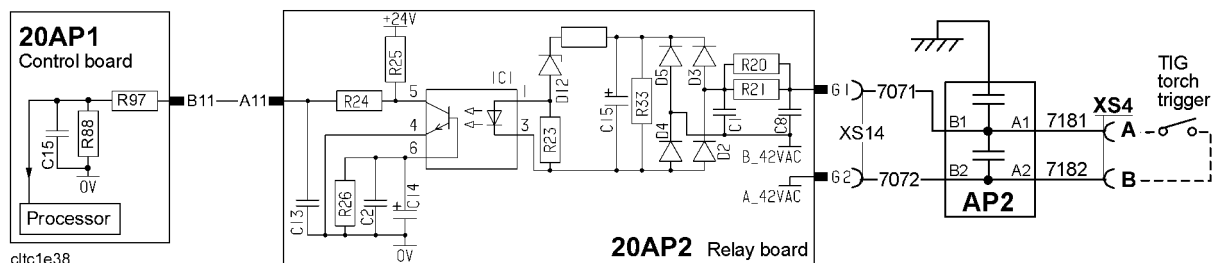 20AP1
Control board
R97
B11
A11
C15
R88
0V
Processor
cltc1e38
+24V
R25
R24
5
4
6
IC1
1
3
R26
C13
C2
C14
+
0V
R23
D12
C15
+
R33
D5
D3
D4
D2
R20
R21
C1
C8
B_42VAC
A_42VAC
G1
G2
20AP2 Relay board
XS14
7071
7072
B1
A1
B2
A2
AP2
7181
7182
XS4
A
B
TIG
torch
trigger